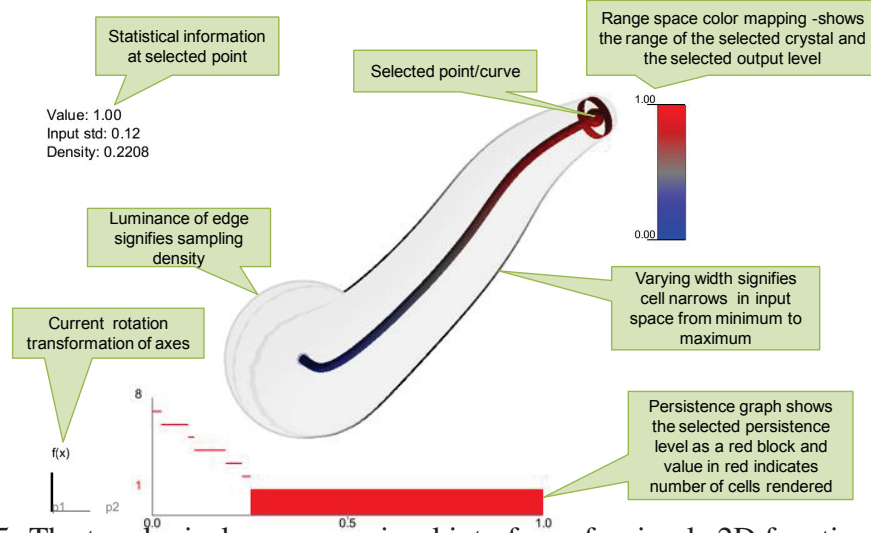 Statistical information
at selected point
Range space color mapping -shows
the range of the selected crystal and
the selected output level
Selected point/curve
1.00
Value: 1.00
Input std: 0.12
Density: 0.2208
Luminance of edge
signifies sampling
density
0.00
Varying width signifies
cell narrows in input
space from minimum to
maximum
Current rotation
transformation of axes
8
Persistence graph shows
the selected persistence
level as a red block and
value in red indicates
number of cells rendered
f(x)
1
p1
p2
0.0
0.5
1.0